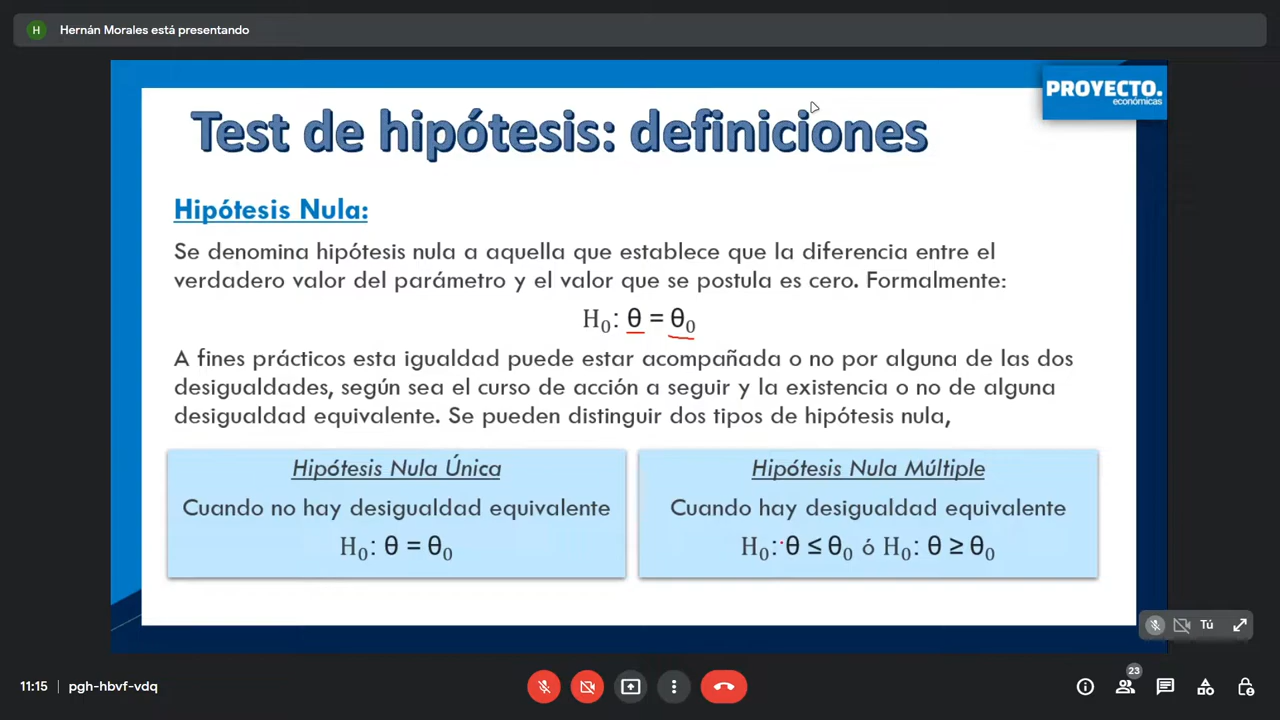 H
Hernán Morales está presentando
PROYECTO.
económicas
Test de hipótesis: definiciones
Hipótesis Nula:
Se denomina hipótesis nula a aquella que establece que la diferencia entre el
verdadero valor del parámetro y el valor que se postula es cero. Formalmente:
H₀: θ = θ₀
A fines prácticos esta igualdad puede estar acompañada o no por alguna de las dos
desigualdades, según sea el curso de acción a seguir y la existencia o no de alguna
desigualdad equivalente. Se pueden distinguir dos tipos de hipótesis nula,
Hipótesis Nula Única
Cuando no hay desigualdad equivalente
H₀: θ = θ₀
Hipótesis Nula Múltiple
Cuando hay desigualdad equivalente
H₀: θ ≤ θ₀ ó H₀: θ ≥ θ₀
Tú
11:15 | pgh-hbvf-vdq
23